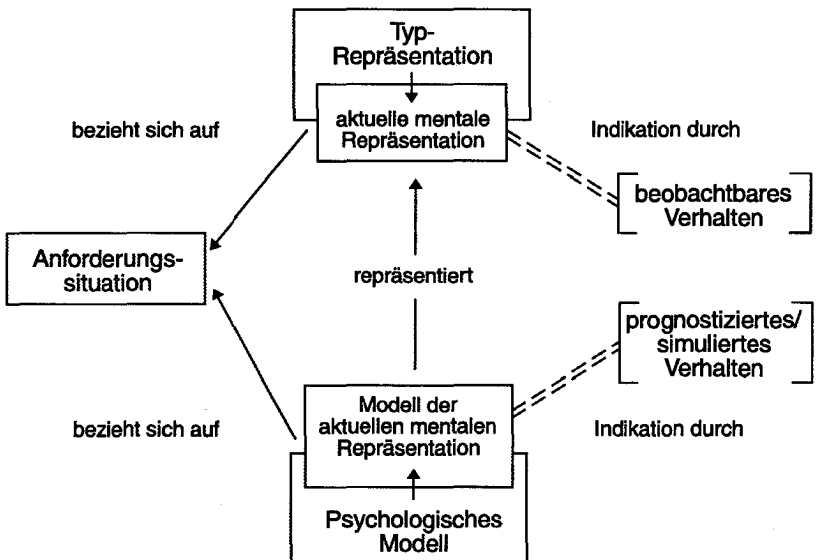 Typ-
Repräsentation
aktuelle mentale
Repräsentation
bezieht sich auf
Indikation durch
beobachtbares
Verhalten
Anforderungs-
situation
repräsentiert
prognostiziertes/
simuliertes
Verhalten
Modell der
aktuellen mentalen
Repräsentation
bezieht sich auf
Indikation durch
Psychologisches
Modell